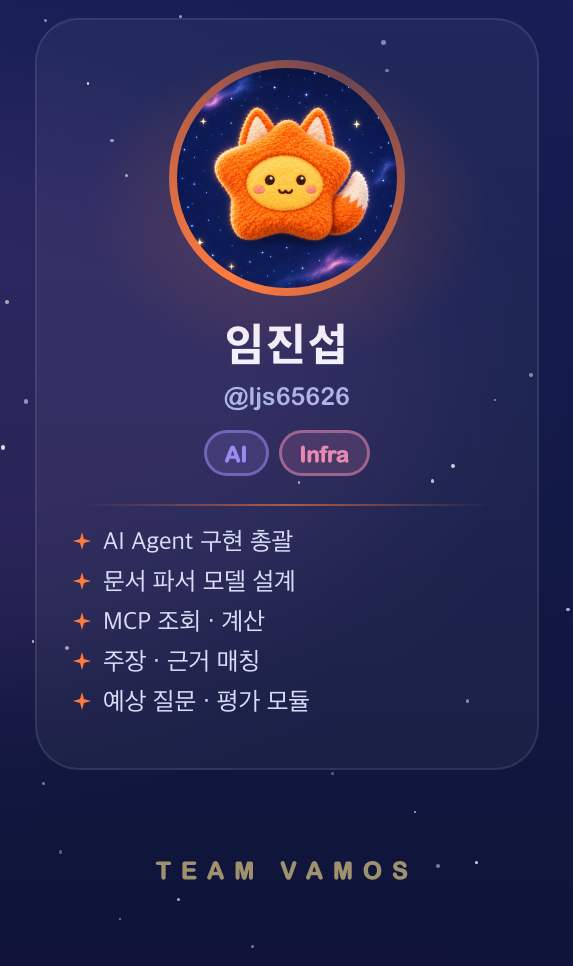 임진섭
@ljs65626
AI Infra
AI Agent 구현 총괄
문서 파서 모델 설계
MCP 조회 · 계산
주장 · 근거 매칭
예상 질문 · 평가 모듈
TEAM VAMOS